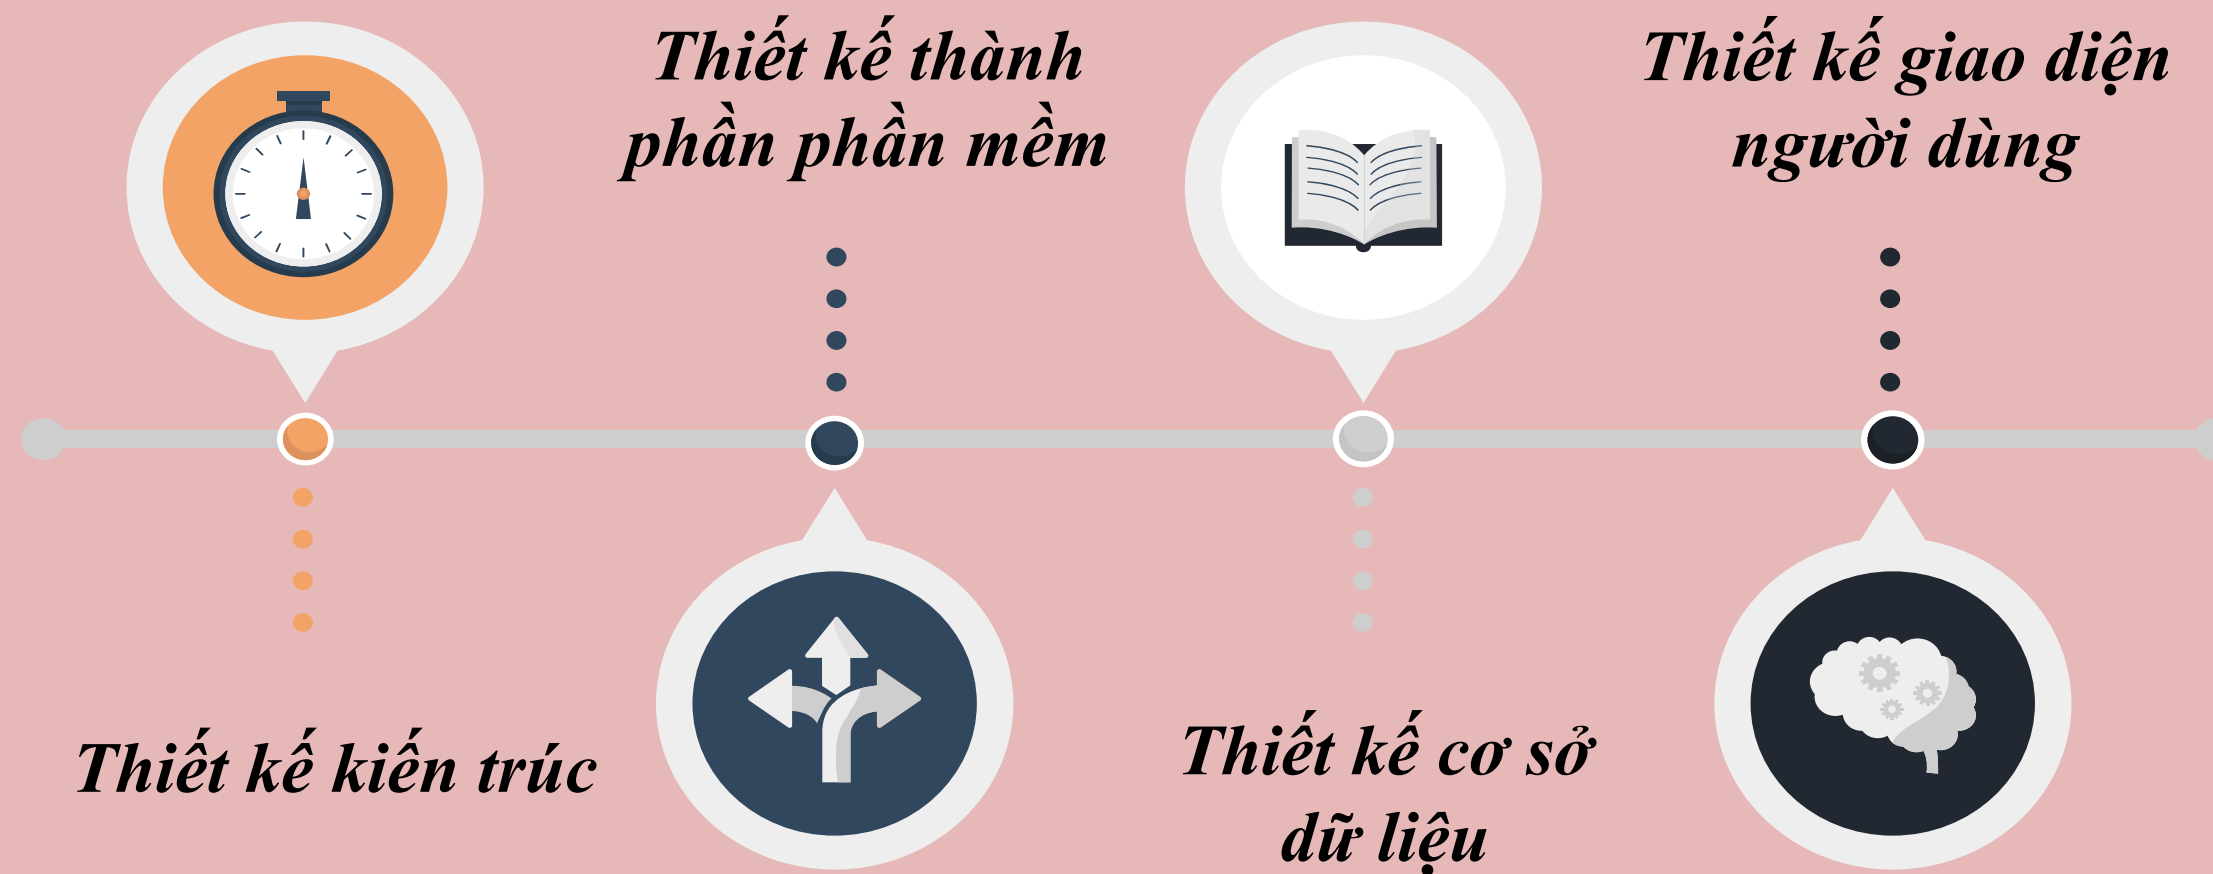 Thiết kế thành
phần phần mềm
Thiết kế giao diện
người dùng
Thiết kế kiến trúc
Thiết kế cơ sở
dữ liệu